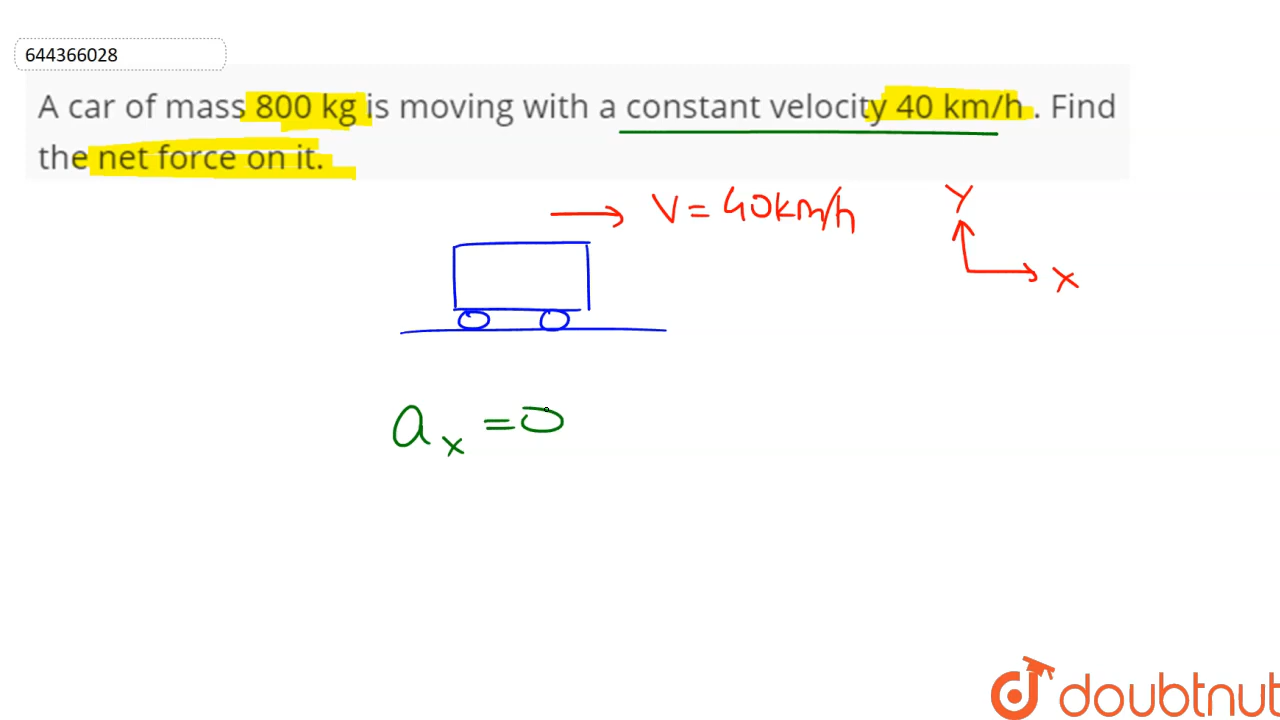 644366028
A car of mass 800 kg is moving with a constant velocity 40 km/h . Find
the net force on it.
V = 40km/h
Y
X
a x = 0
doubtnut